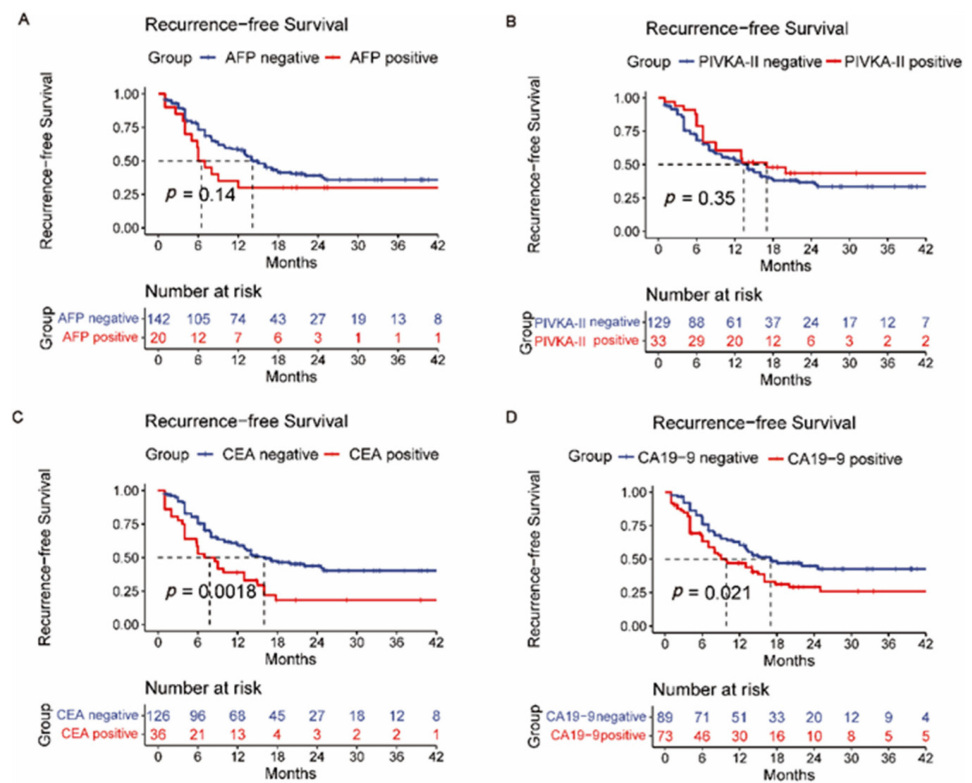 A
Recurrence-free Survival
Group AFP negative AFP positive
Recurrence-free Survival
1.00
0.75
0.50
0.25
0.00
p = 0.14
0 6 12 18 24 30 36 42
Months
Number at risk
Group
AFP negative 142 105 74 43 27 19 13 8
AFP positive 20 12 7 6 3 1 1 1
0 6 12 18 24 30 36 42
Months
B
Recurrence-free Survival
Group PIVKA-II negative PIVKA-II positive
Recurrence-free Survival
1.00
0.75
0.50
0.25
0.00
p = 0.35
0 6 12 18 24 30 36 42
Months
Number at risk
Group
PIVKA-II negative 129 88 61 37 24 17 12 7
PIVKA-II positive 33 29 20 12 6 3 2 2
0 6 12 18 24 30 36 42
Months
C
Recurrence-free Survival
Group CEA negative CEA positive
Recurrence-free Survival
1.00
0.75
0.50
0.25
0.00
p = 0.0018
0 6 12 18 24 30 36 42
Months
Number at risk
Group
CEA negative 126 96 68 45 27 18 12 8
CEA positive 36 21 13 4 3 2 2 1
0 6 12 18 24 30 36 42
Months
D
Recurrence-free Survival
Group CA19-9 negative CA19-9 positive
Recurrence-free Survival
1.00
0.75
0.50
0.25
0.00
p = 0.021
0 6 12 18 24 30 36 42
Months
Number at risk
Group
CA19-9 negative 89 71 51 33 20 12 9 4
CA19-9 positive 73 46 30 16 10 8 5 5
0 6 12 18 24 30 36 42
Months